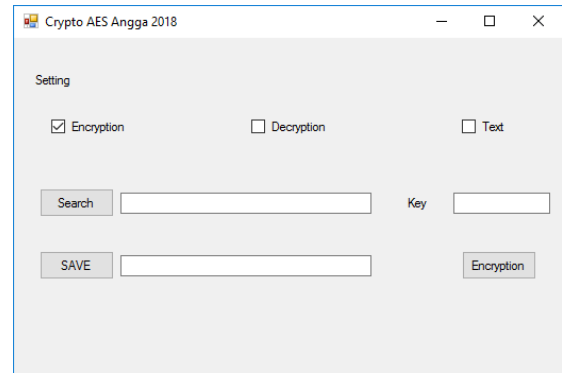 Crypto AES Angga 2018
Setting
Encryption Decryption Text
Search Key
SAVE Encryption